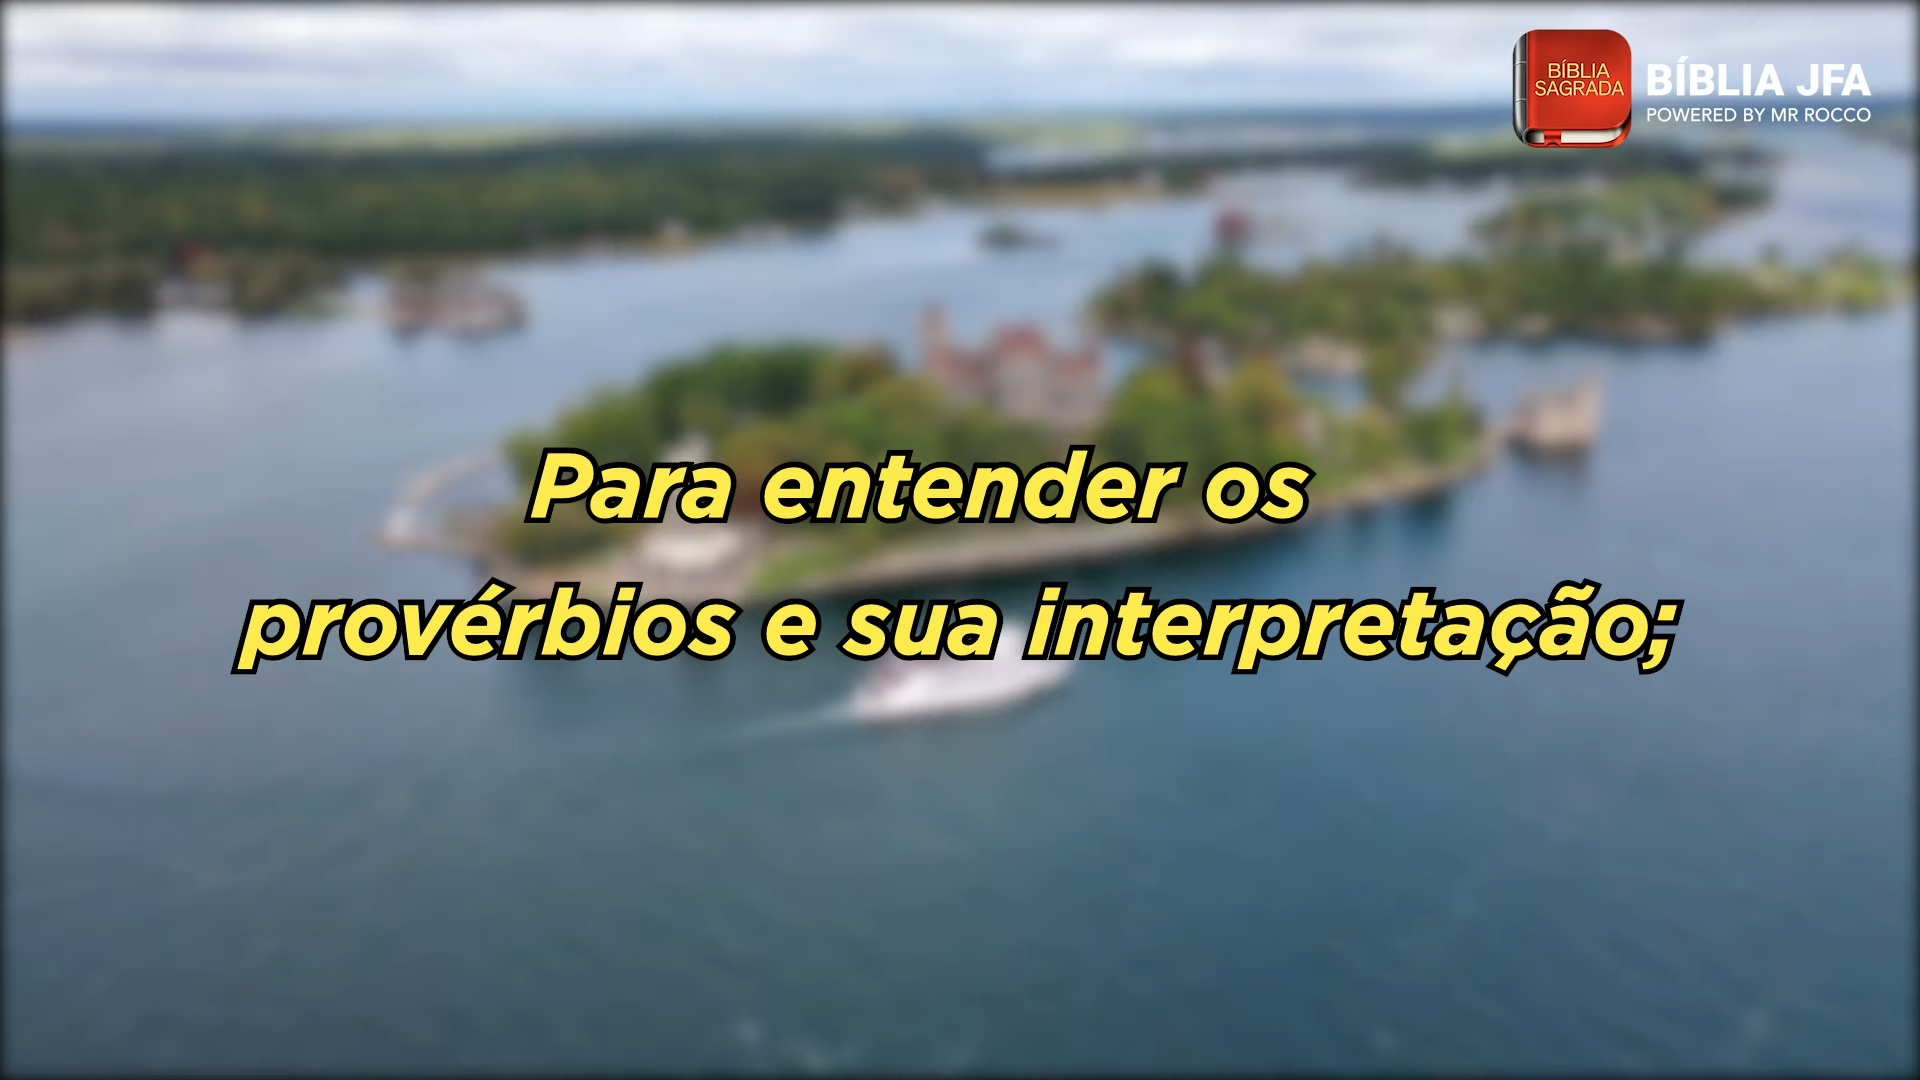 BÍBLIA
SAGRADA
BÍBLIA JFA
POWERED BY MR ROCCO
Para entender os
provérbios e sua interpretação;